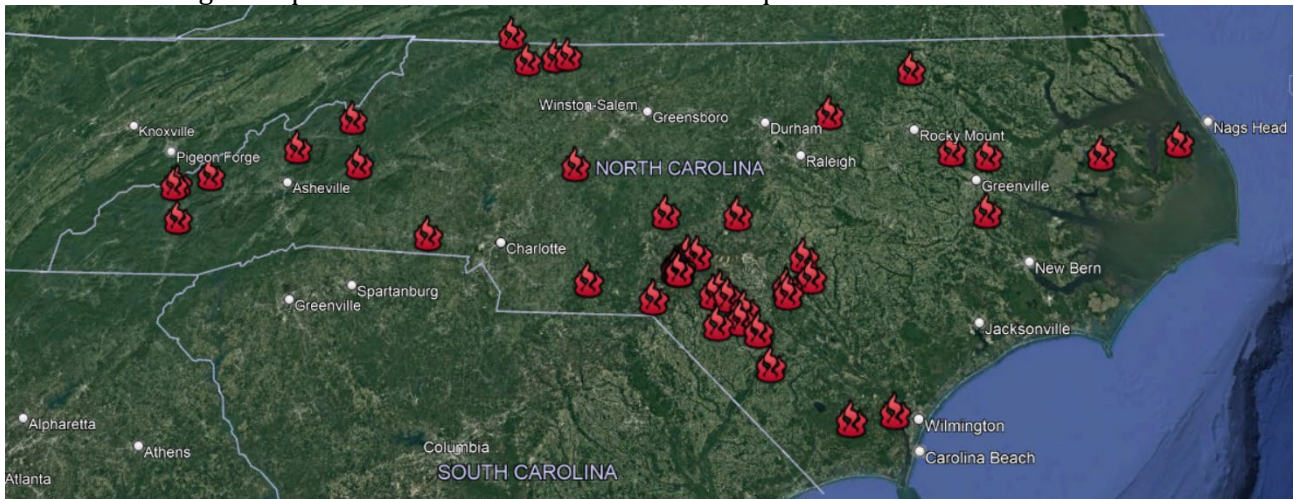 Winston-Salem
Greensboro
Durham
Raleigh
Rocky Mount
Nags Head
Knoxville
Pigeon Forge
Asheville
NORTH CAROLINA
Greenville
Charlotte
New Bern
Spartanburg
Greenville
Jacksonville
Alpharetta
Athens
Atlanta
Columbia
SOUTH CAROLINA
Wilmington
Carolina Beach